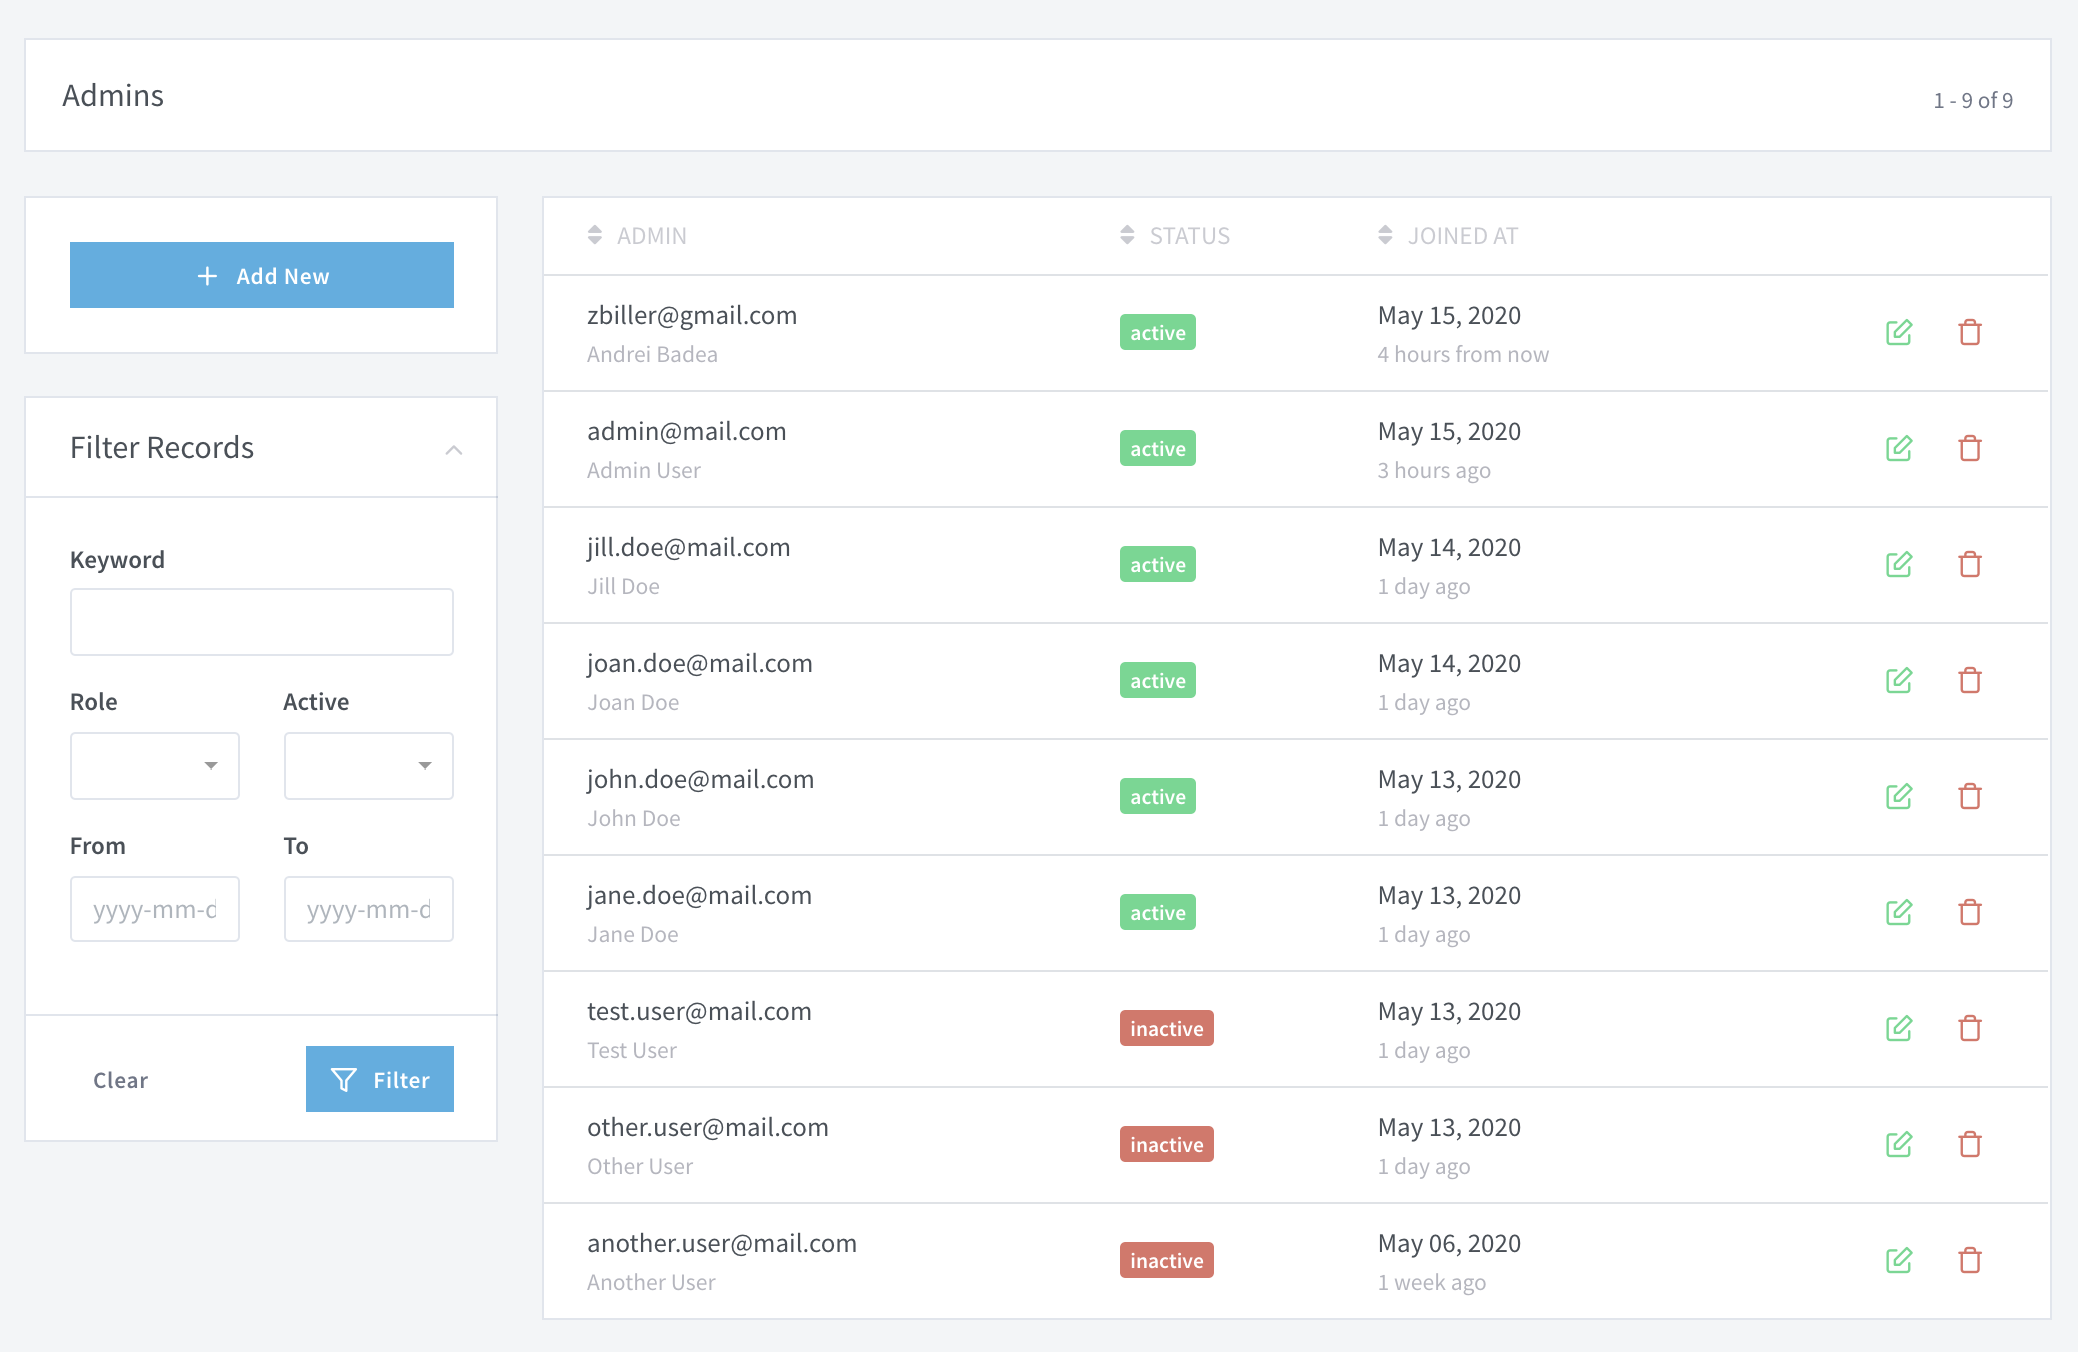 Admins
1 - 9 of 9
Add New
Filter Records
Keyword
Role Active
From To
yyyy-mm-d yyyy-mm-d
Clear Filter
ADMIN STATUS JOINED AT
zbiller@gmail.com
Andrei Badea
active
May 15, 2020
4 hours from now
admin@mail.com
Admin User
active
May 15, 2020
3 hours ago
jill.doe@mail.com
Jill Doe
active
May 14, 2020
1 day ago
joan.doe@mail.com
Joan Doe
active
May 14, 2020
1 day ago
john.doe@mail.com
John Doe
active
May 13, 2020
1 day ago
jane.doe@mail.com
Jane Doe
active
May 13, 2020
1 day ago
test.user@mail.com
Test User
inactive
May 13, 2020
1 day ago
other.user@mail.com
Other User
inactive
May 13, 2020
1 day ago
another.user@mail.com
Another User
inactive
May 06, 2020
1 week ago